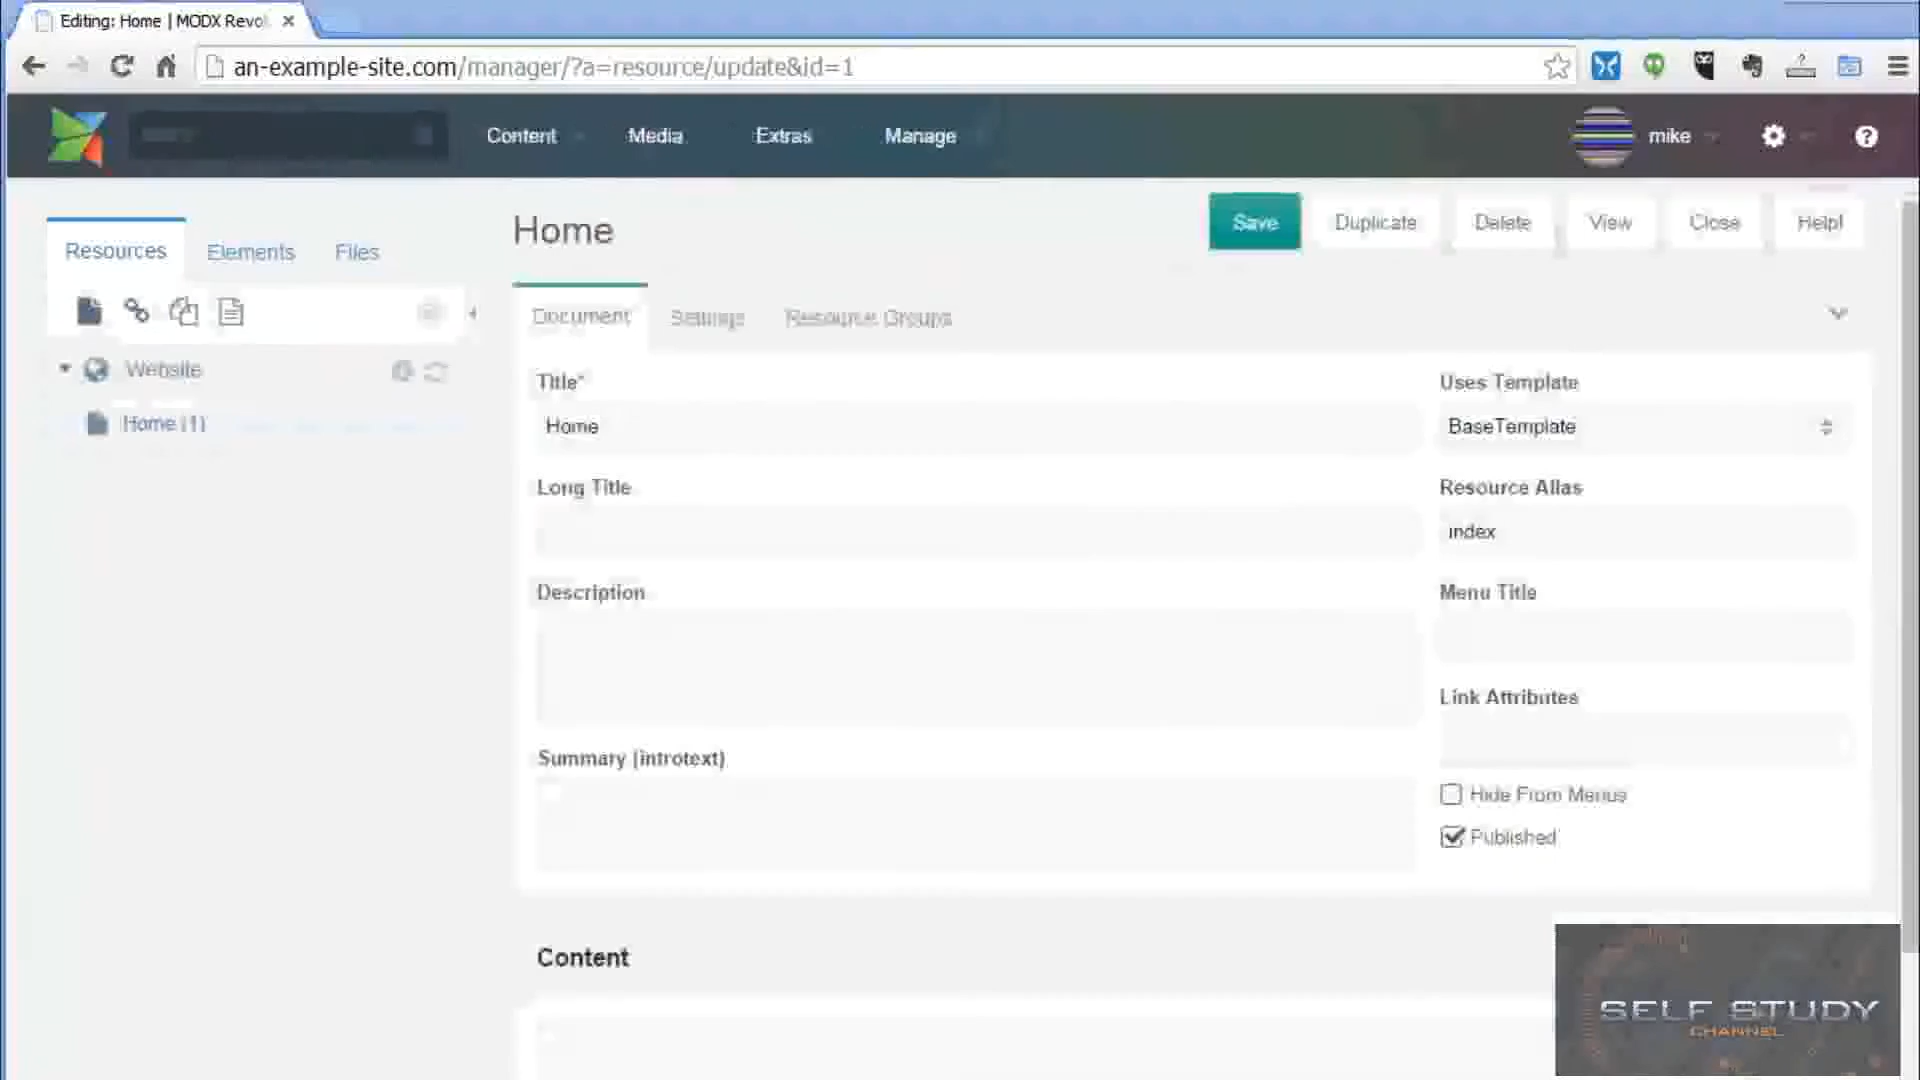 Editing: Home | MODX Revol
an-example-site.com/manager/?a=resource/update&id=1
Content
Media
Extras
Manage
mike
Home
Save
Duplicate
Delete
View
Close
Help!
Resources
Elements
Files
Document
Settings
Resource Groups
Website
Home (1)
Title*
Home
Uses Template
BaseTemplate
Long Title
Resource Alias
index
Description
Menu Title
Link Attributes
Summary (introtext)
Hide From Menus
Published
Content
SELF STUDY
CHANNEL